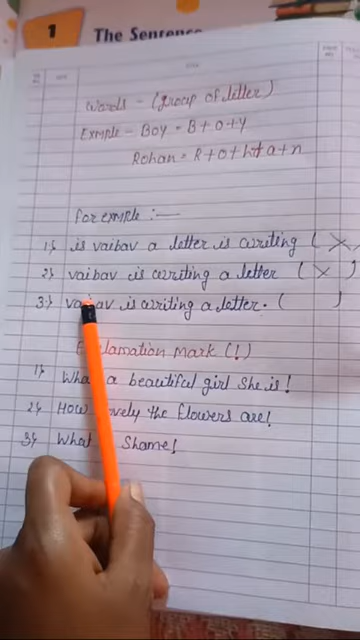 1 The Sentence
Words - (group of letter)
Exmple - Boy = B + o + y
Rohan = R + o + h + a + n
For exmple :-
1) is vaibav a letter is writing ( × )
2) vaibav is writing a letter ( × )
3) vaibav is writing a letter. ( )
Exclamation Mark (!)
1) What a beautiful girl She is!
2) How lovely the flowers are!
3) What Shame!